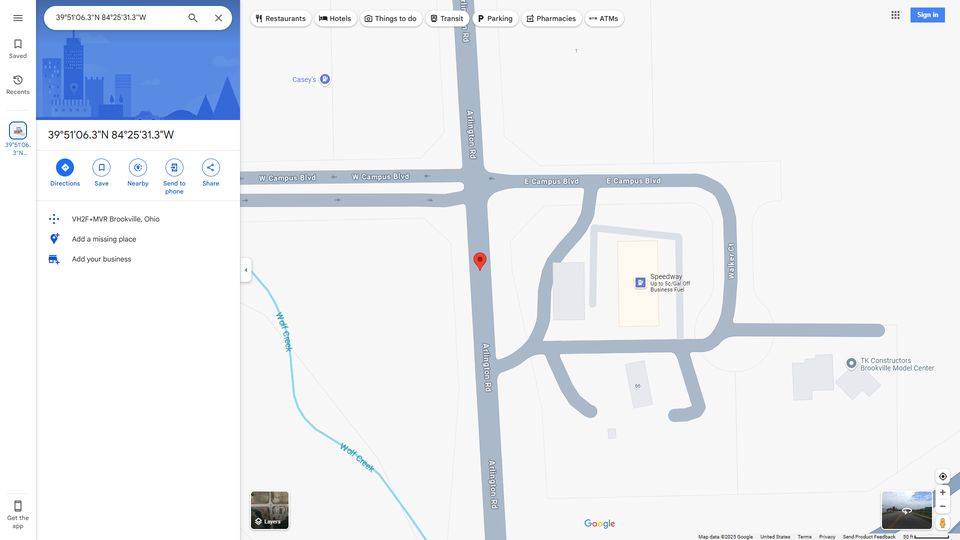 39°51'06.3"N 84°25'31.3"W
Restaurants
Hotels
Things to do
Transit
Parking
Pharmacies
ATMs
Sign in
Saved
Recents
39°51'06.
3"N...
Get the
app
39°51'06.3"N 84°25'31.3"W
Directions
Save
Nearby
Send to
phone
Share
VH2F+MVR Brookville, Ohio
Add a missing place
Add your business
Arlington Rd
Casey's
1
Arlington Rd
W Campus Blvd
W Campus Blvd
E Campus Blvd
E Campus Blvd
Walker Ct
Speedway
Up to 5¢/Gal Off
Business Fuel
Wolf Creek
Arlington Rd
TK Constructors
Brookville Model Center
66
Wolf Creek
Arlington Rd
Layers
Google
Map data ©2025 Google
United States
Terms
Privacy
Send Product Feedback
50 ft